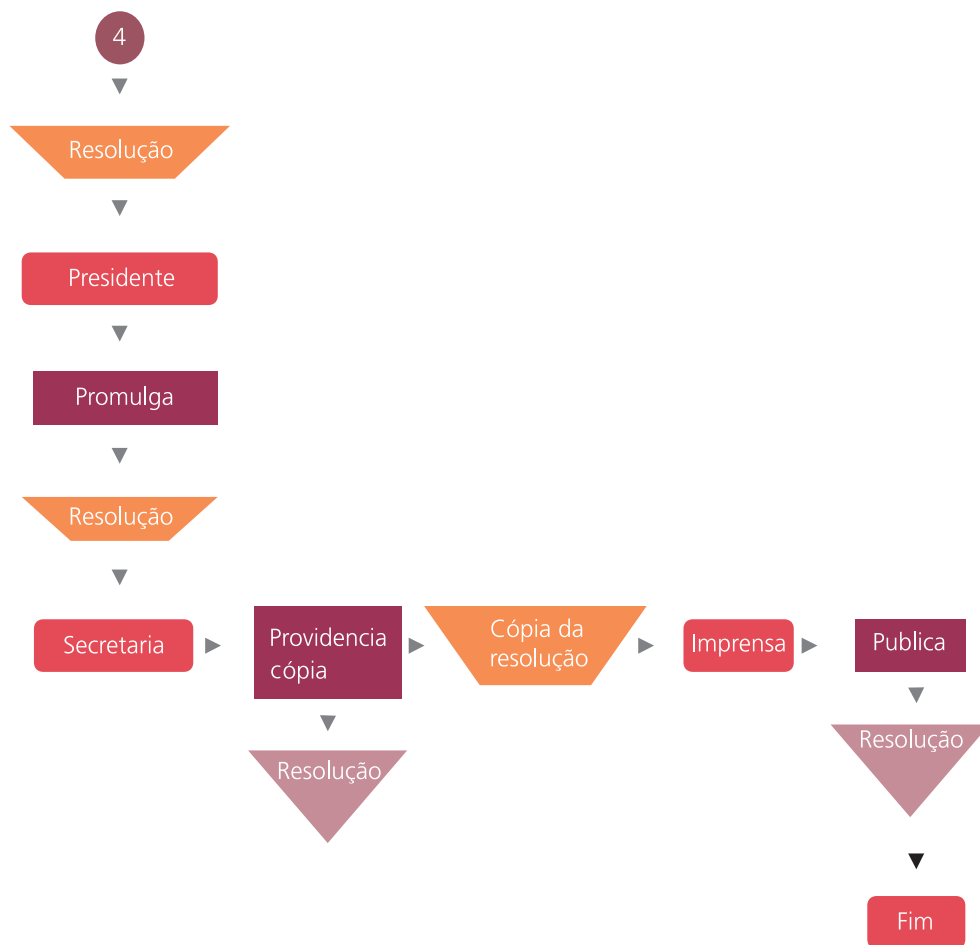 4
Resolução
Presidente
Promulga
Resolução
Secretaria
Providencia
cópia
Cópia da
resolução
Imprensa
Publica
Resolução
Resolução
Fim